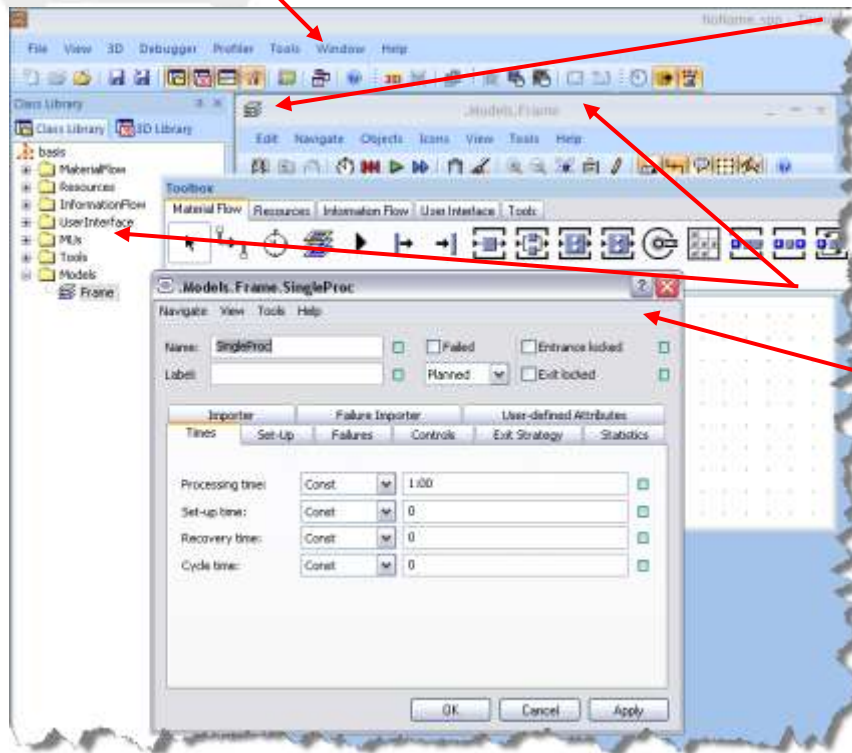 File View 3D Debugger Profiler Tools Window Help
3D
Class Library
Class Library 3D Library
.Models.Frame
Edit Navigate Objects Icons View Tools Help
basis
MaterialFlow
Resources
InformationFlow
UserInterface
MUs
Tools
Models
Frame
Toolbox
Material Flow Resources Information Flow User Interface Tools
.Models.Frame.SingleProc
Navigate View Tools Help
Name: SingleProc Failed Entrance locked
Label: Planned Exit locked
Importer Failure Importer User-defined Attributes
Times Set-Up Failures Controls Exit Strategy Statistics
Processing time: Const 1:00
Set-up time: Const 0
Recovery time: Const 0
Cycle time: Const 0
OK Cancel Apply